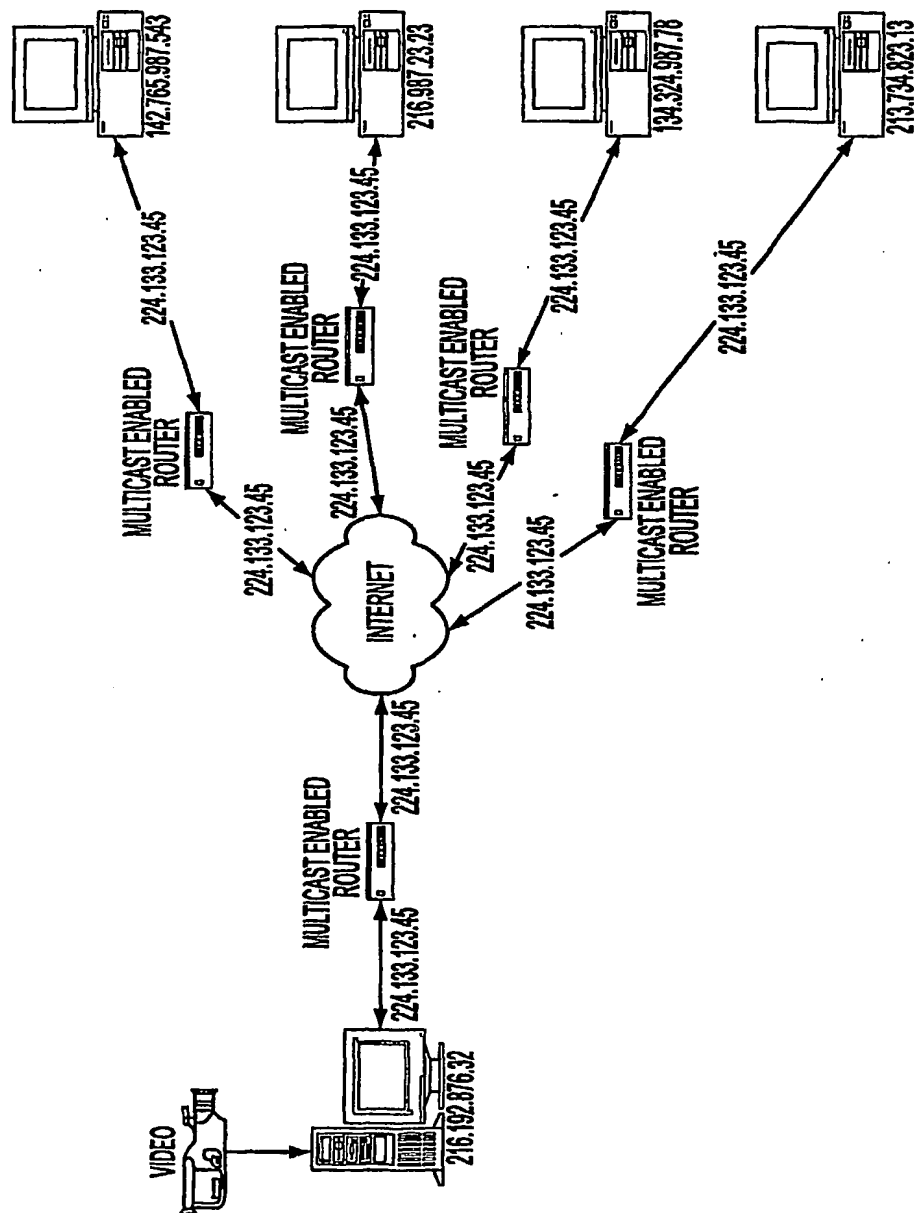 VIDEO
216.192.876.32
224.133.123.45
MULTICAST ENABLED
ROUTER
224.133.123.45
INTERNET
224.133.123.45
MULTICAST ENABLED
ROUTER
224.133.123.45
142.765.987.543
224.133.123.45
MULTICAST ENABLED
ROUTER
224.133.123.45
216.987.23.23
224.133.123.45
MULTICAST ENABLED
ROUTER
224.133.123.45
134.324.987.78
224.133.123.45
MULTICAST ENABLED
ROUTER
224.133.123.45
213.734.823.13